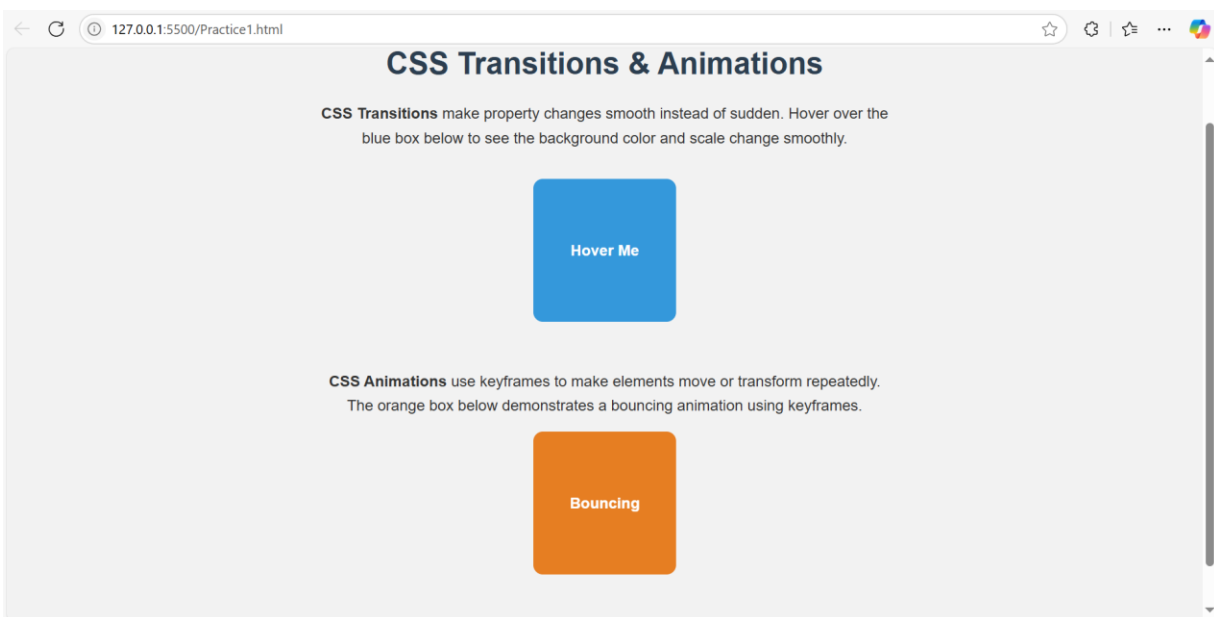 127.0.0.1:5500/Practice1.html
CSS Transitions & Animations
CSS Transitions make property changes smooth instead of sudden. Hover over the
blue box below to see the background color and scale change smoothly.
Hover Me
CSS Animations use keyframes to make elements move or transform repeatedly.
The orange box below demonstrates a bouncing animation using keyframes.
Bouncing